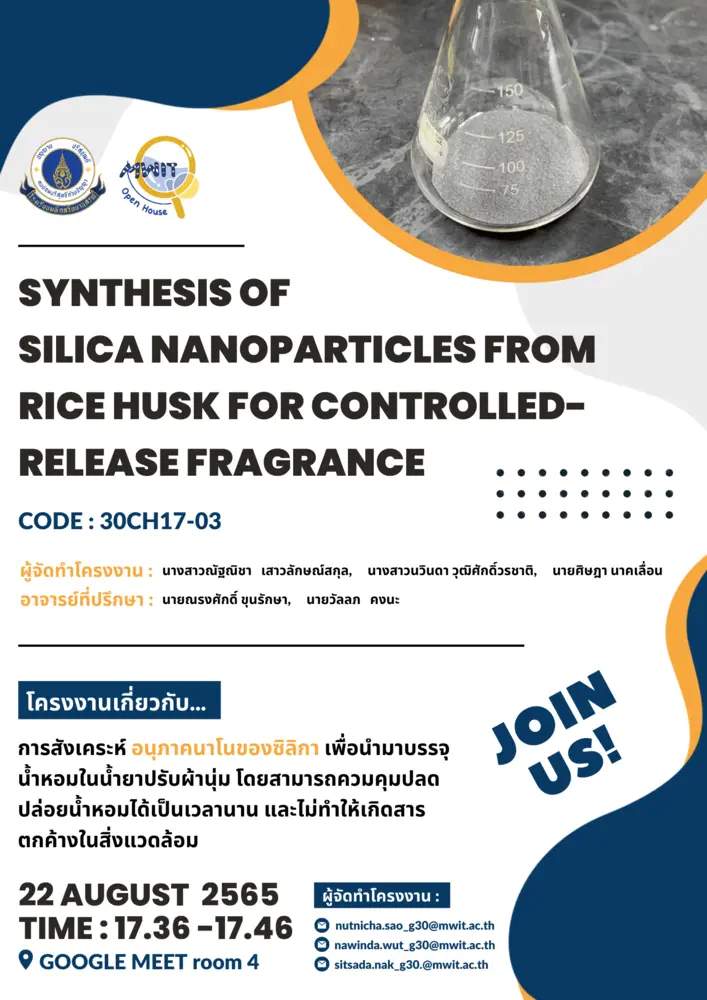 MWIT
Open House
150
125
100
75
SYNTHESIS OF
SILICA NANOPARTICLES FROM
RICE HUSK FOR CONTROLLED-
RELEASE FRAGRANCE
CODE : 30CH17-03
ผู้จัดทำโครงงาน : นางสาวณัฐณิชา เสาวลักษณ์สกุล, นางสาวนวินดา วุฒิศักดิ์วรชาติ, นายศิษฎา นาคเลื่อน
อาจารย์ที่ปรึกษา : นายณรงศักดิ์ ขุนรักษา, นายวัลลภ คงนะ
โครงงานเกี่ยวกับ...
การสังเคระห์ อนุภาคนาโนของซิลิกา เพื่อนำมาบรรจุ
น้ำหอมในน้ำยาปรับผ้านุ่ม โดยสามารถควมคุมปลด
ปล่อยน้ำหอมได้เป็นเวลานาน และไม่ทำให้เกิดสาร
ตกค้างในสิ่งแวดล้อม
JOIN
US!
22 AUGUST 2565
TIME : 17.36 -17.46
GOOGLE MEET room 4
ผู้จัดทำโครงงาน :
nutnicha.sao_g30@mwit.ac.th
nawinda.wut_g30@mwit.ac.th
sitsada.nak_g30.@mwit.ac.th